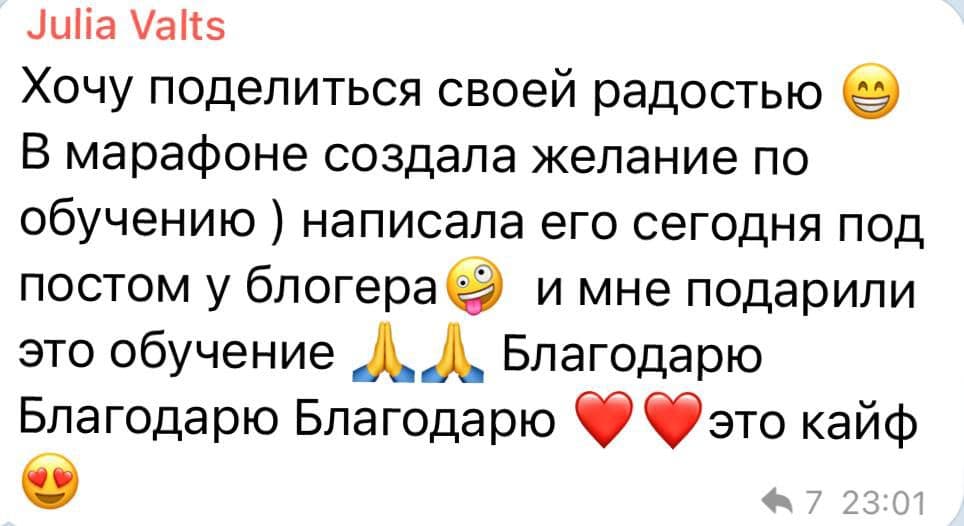 Julia Valts
Хочу поделиться своей радостью 😁
В марафоне создала желание по
обучению ) написала его сегодня под
постом у блогера🤪 и мне подарили
это обучение 🙏🙏 Благодарю
Благодарю Благодарю ❤️❤️это кайф
😍
7 23:01